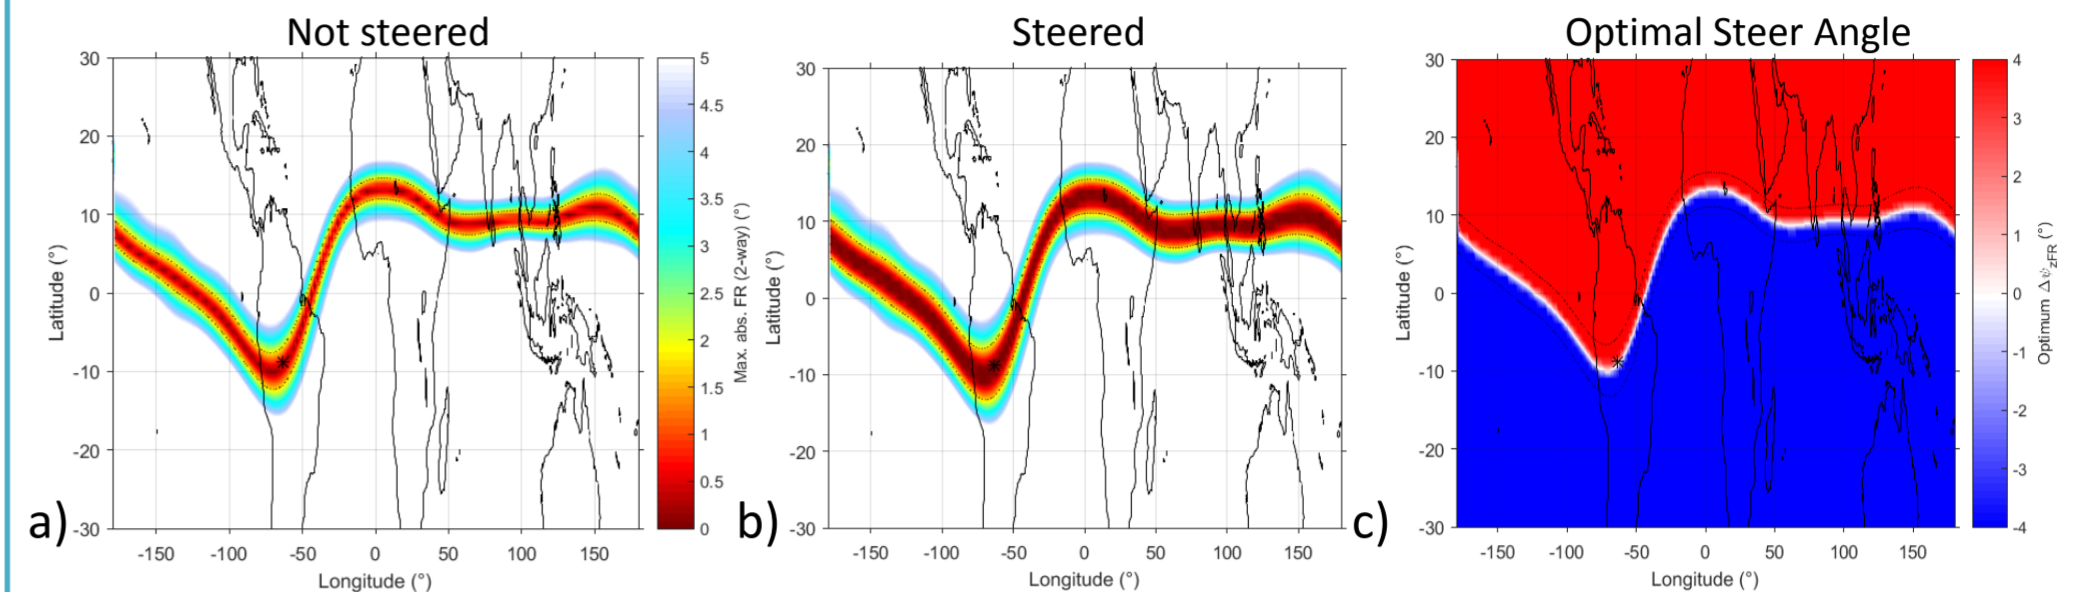 Not steered
Steered
Optimal Steer Angle
a)
30
20
10
0
-10
-20
-30
Latitude (°)
-150 -100 -50 0 50 100 150
Longitude (°)
5
4.5
4
3.5
3
2.5
2
1.5
1
0.5
0
Max. abs. FR (2-way) (°)
b)
30
20
10
0
-10
-20
-30
Latitude (°)
-150 -100 -50 0 50 100 150
Longitude (°)
c)
30
20
10
0
-10
-20
-30
Latitude (°)
-150 -100 -50 0 50 100 150
Longitude (°)
4
3
2
1
0
-1
-2
-3
-4
Optimum Δ ψzFR (°)